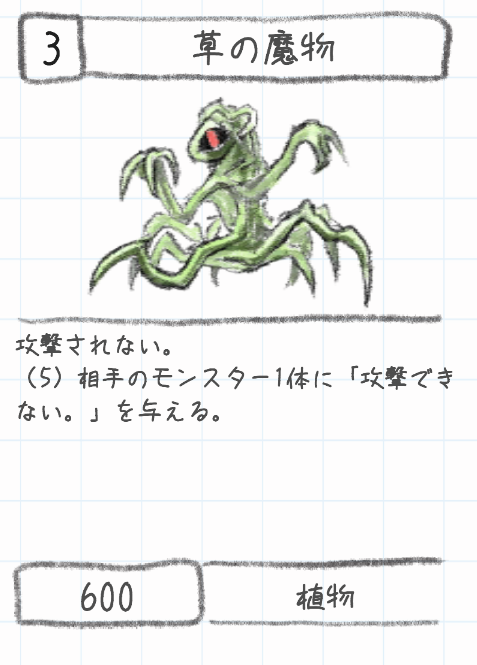 3
草の魔物
攻撃されない。
（5）相手のモンスター1体に「攻撃でき
ない。」を与える。
600
植物